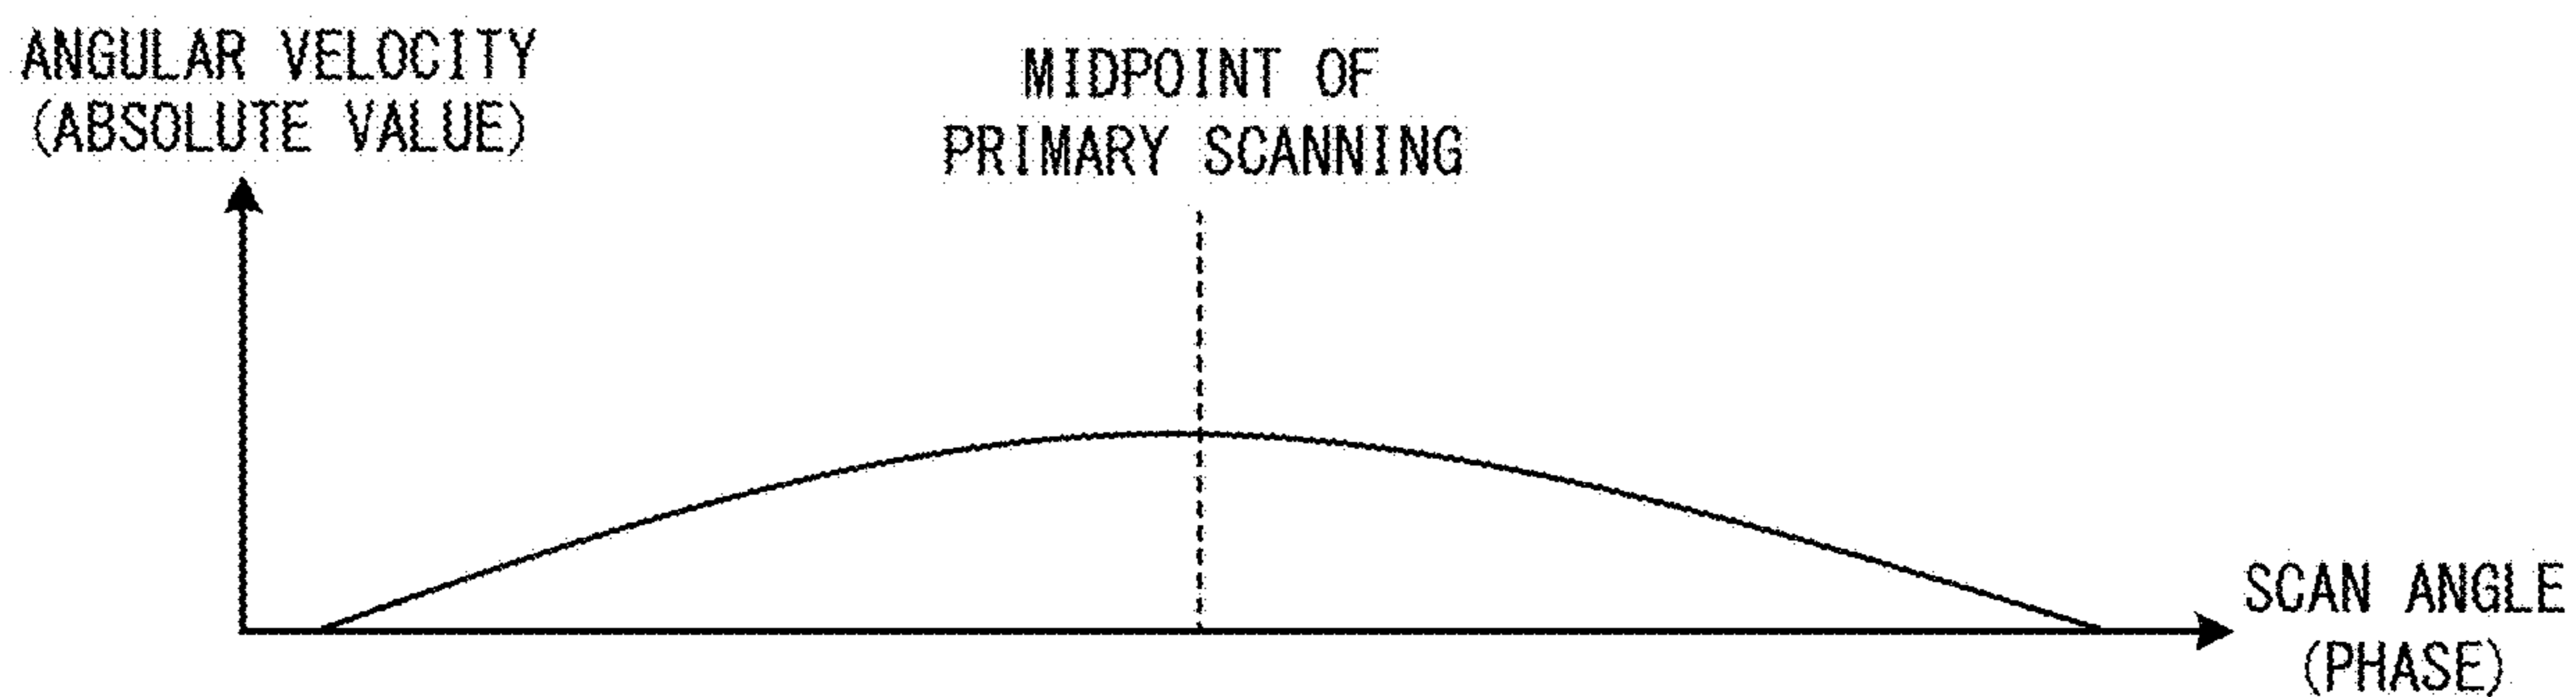 ANGULAR VELOCITY
(ABSOLUTE VALUE)
MIDPOINT OF
PRIMARY SCANNING
SCAN ANGLE
(PHASE)